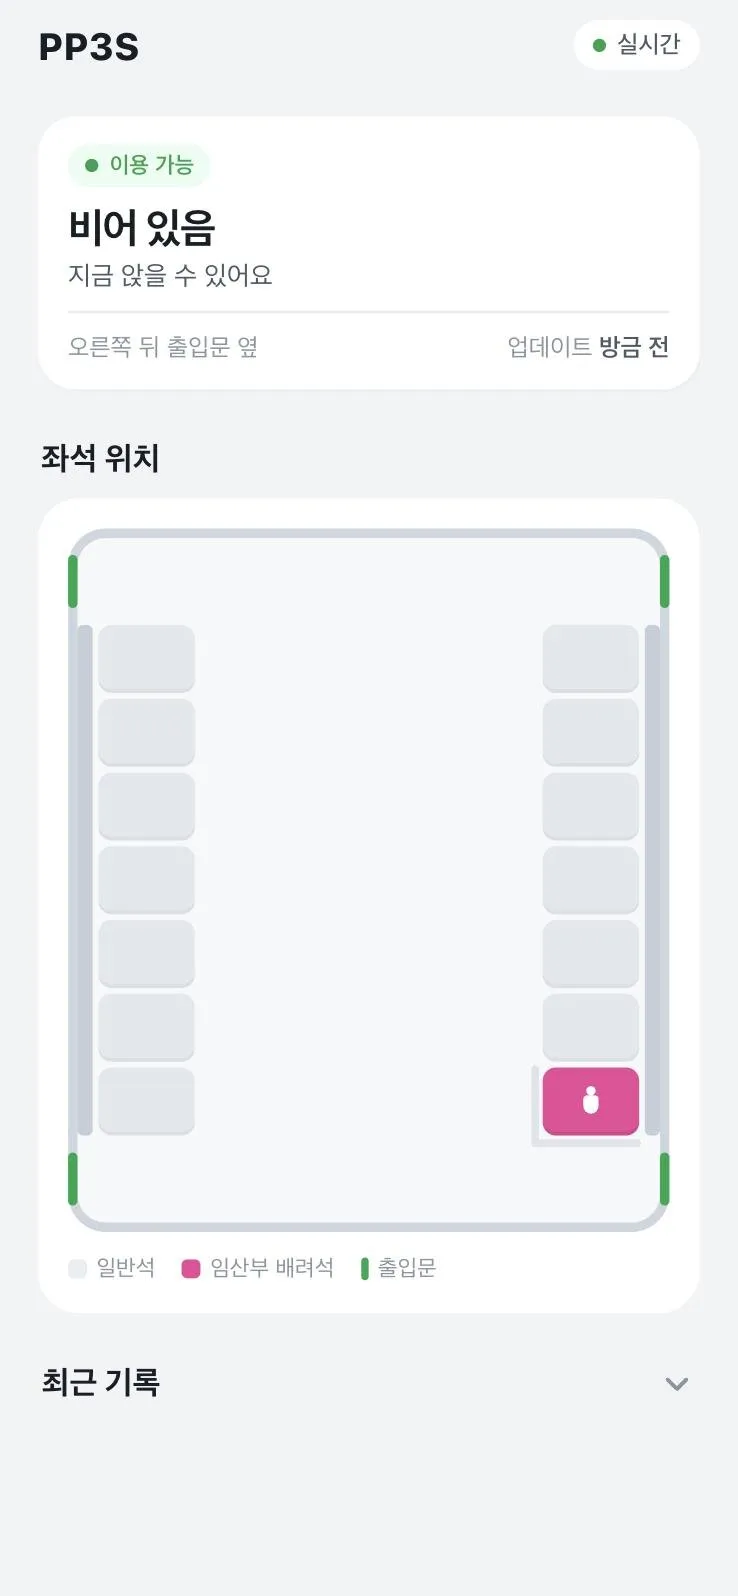 PP3S
실시간
이용 가능
비어 있음
지금 앉을 수 있어요
오른쪽 뒤 출입문 옆
업데이트 방금 전
좌석 위치
일반석 임산부 배려석 출입문
최근 기록